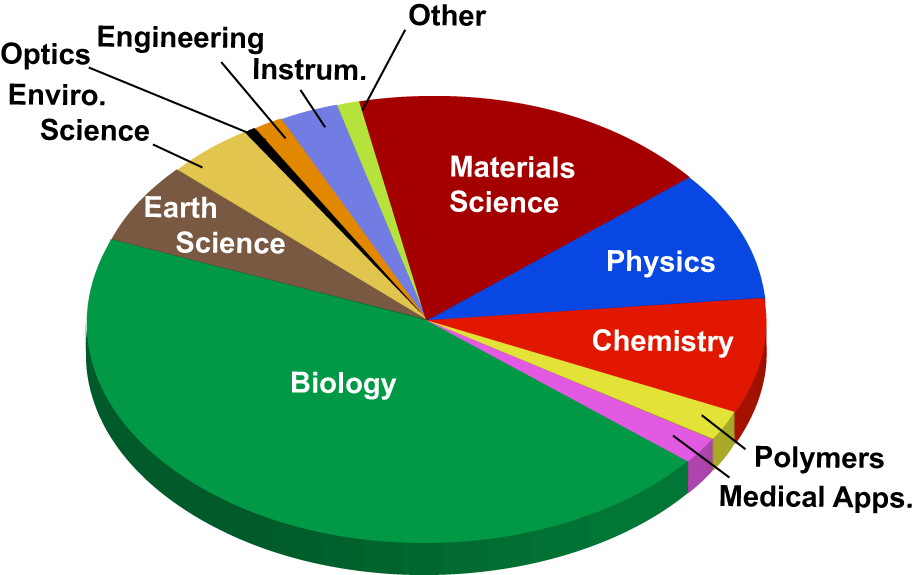 Other
Engineering
Optics
Instrum.
Enviro.
Science
Materials
Science
Earth
Science
Physics
Chemistry
Biology
Polymers
Medical Apps.